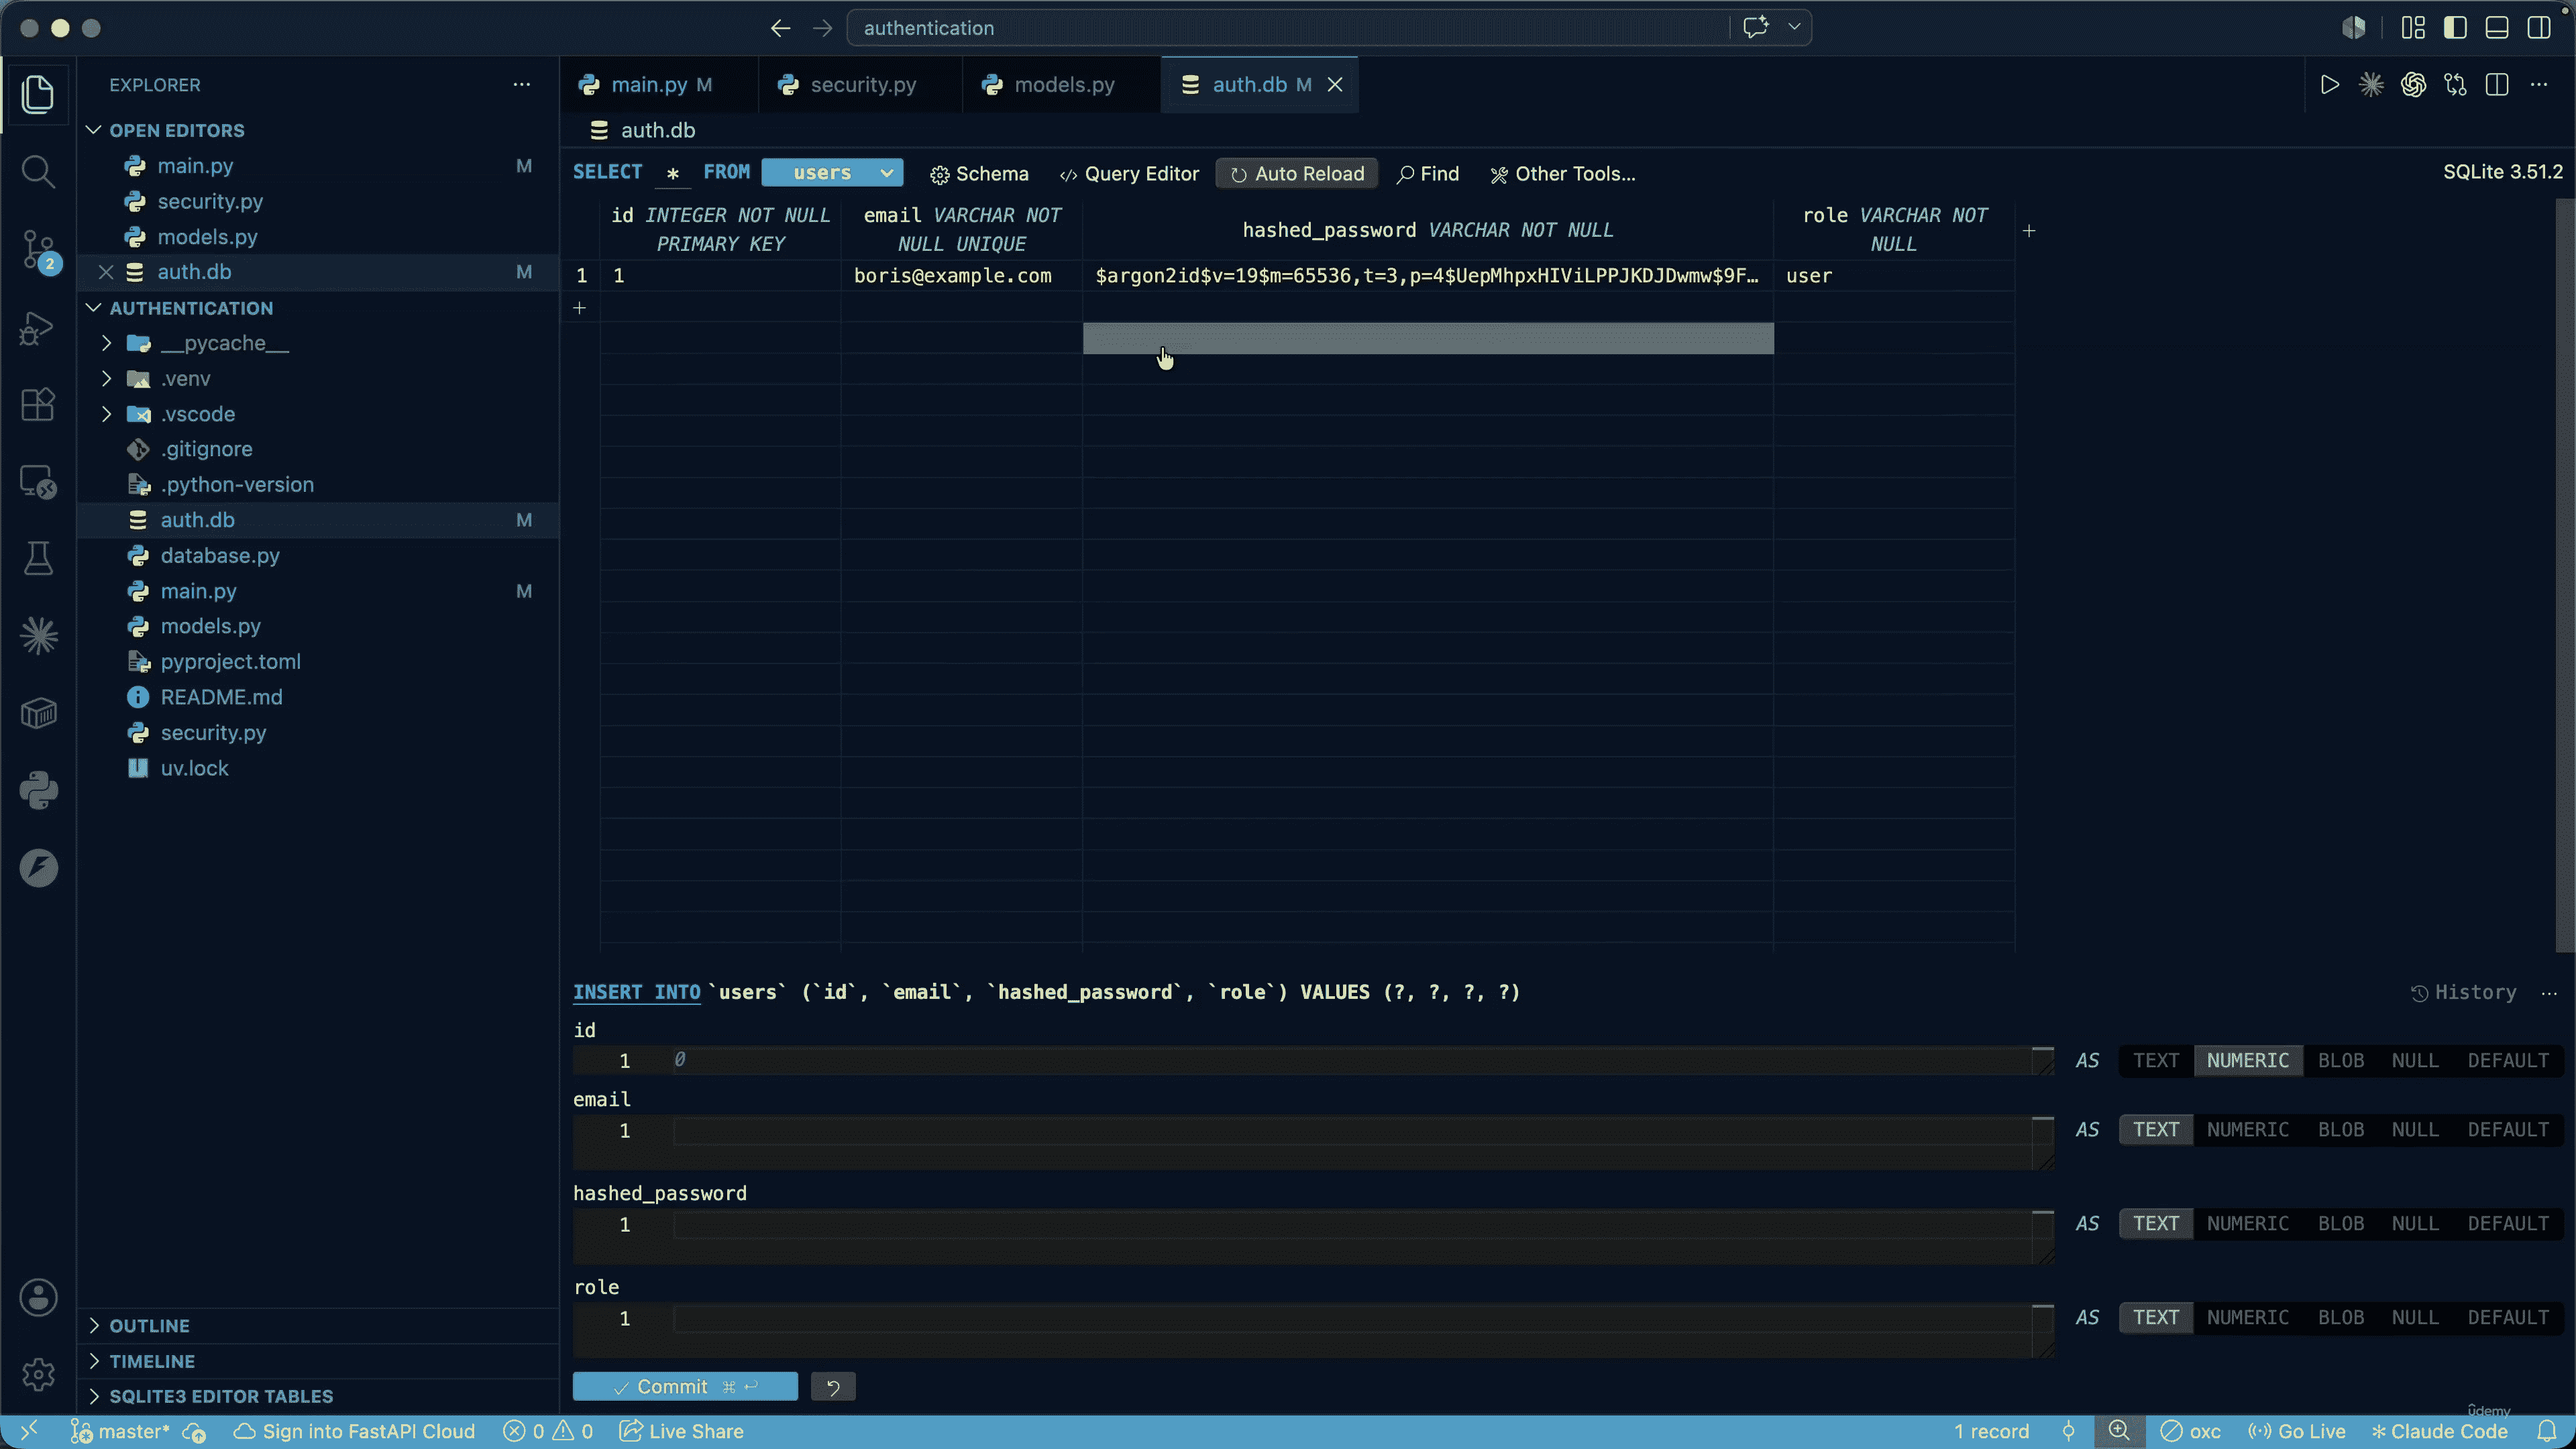 authentication
EXPLORER
OPEN EDITORS
main.py M
security.py
models.py
auth.db M
AUTHENTICATION
__pycache__
.venv
.vscode
.gitignore
.python-version
auth.db M
database.py
main.py M
models.py
pyproject.toml
README.md
security.py
uv.lock
OUTLINE
TIMELINE
SQLITE3 EDITOR TABLES
2
main.py M
security.py
models.py
auth.db M
auth.db
SELECT * FROM users Schema Query Editor Auto Reload Find Other Tools... SQLite 3.51.2
id INTEGER NOT NULL PRIMARY KEY
email VARCHAR NOT NULL UNIQUE
hashed_password VARCHAR NOT NULL
role VARCHAR NOT NULL
1 1 boris@example.com $argon2id$v=19$m=65536,t=3,p=4$UepMhpxHIViLPPJKDJDwmw$9F… user
INSERT INTO `users` (`id`, `email`, `hashed_password`, `role`) VALUES (?, ?, ?, ?) History
id
1 0 AS TEXT NUMERIC BLOB NULL DEFAULT
email
1 AS TEXT NUMERIC BLOB NULL DEFAULT
hashed_password
1 AS TEXT NUMERIC BLOB NULL DEFAULT
role
1 AS TEXT NUMERIC BLOB NULL DEFAULT
Commit
ûdemy
master* Sign into FastAPI Cloud 0 0 Live Share 1 record oxc Go Live Claude Code